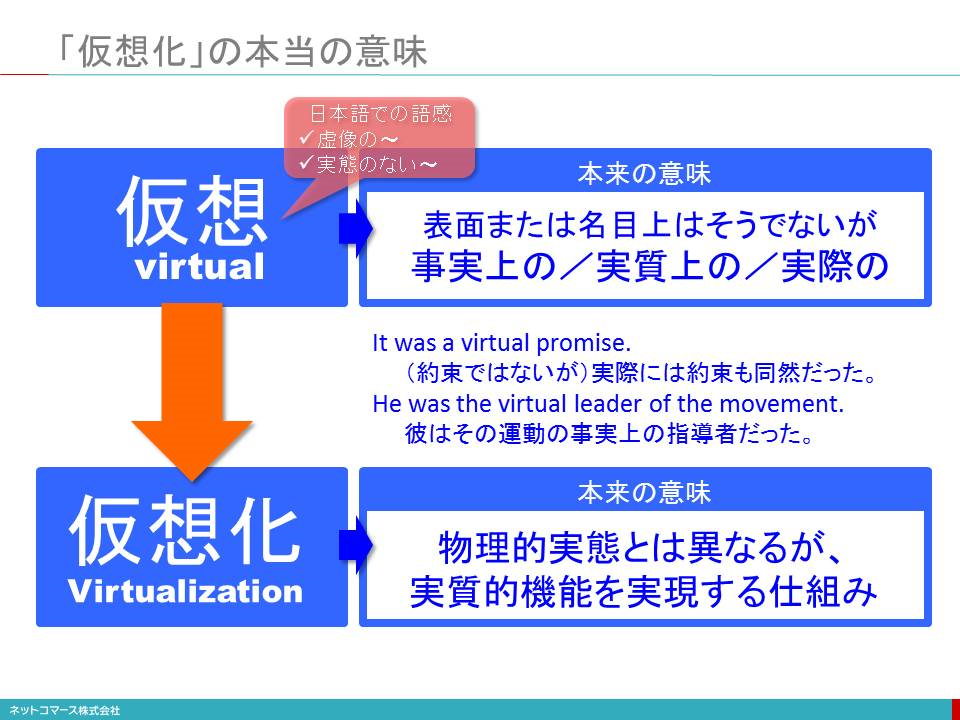 「仮想化」の本当の意味
日本語での語感
✓虚像の～
✓実態のない～
仮想
virtual
本来の意味
表面または名目上はそうでないが
事実上の／実質上の／実際の
It was a virtual promise.
（約束ではないが）実際には約束も同然だった。
He was the virtual leader of the movement.
彼はその運動の事実上の指導者だった。
仮想化
Virtualization
本来の意味
物理的実態とは異なるが、
実質的機能を実現する仕組み
ネットコマース株式会社